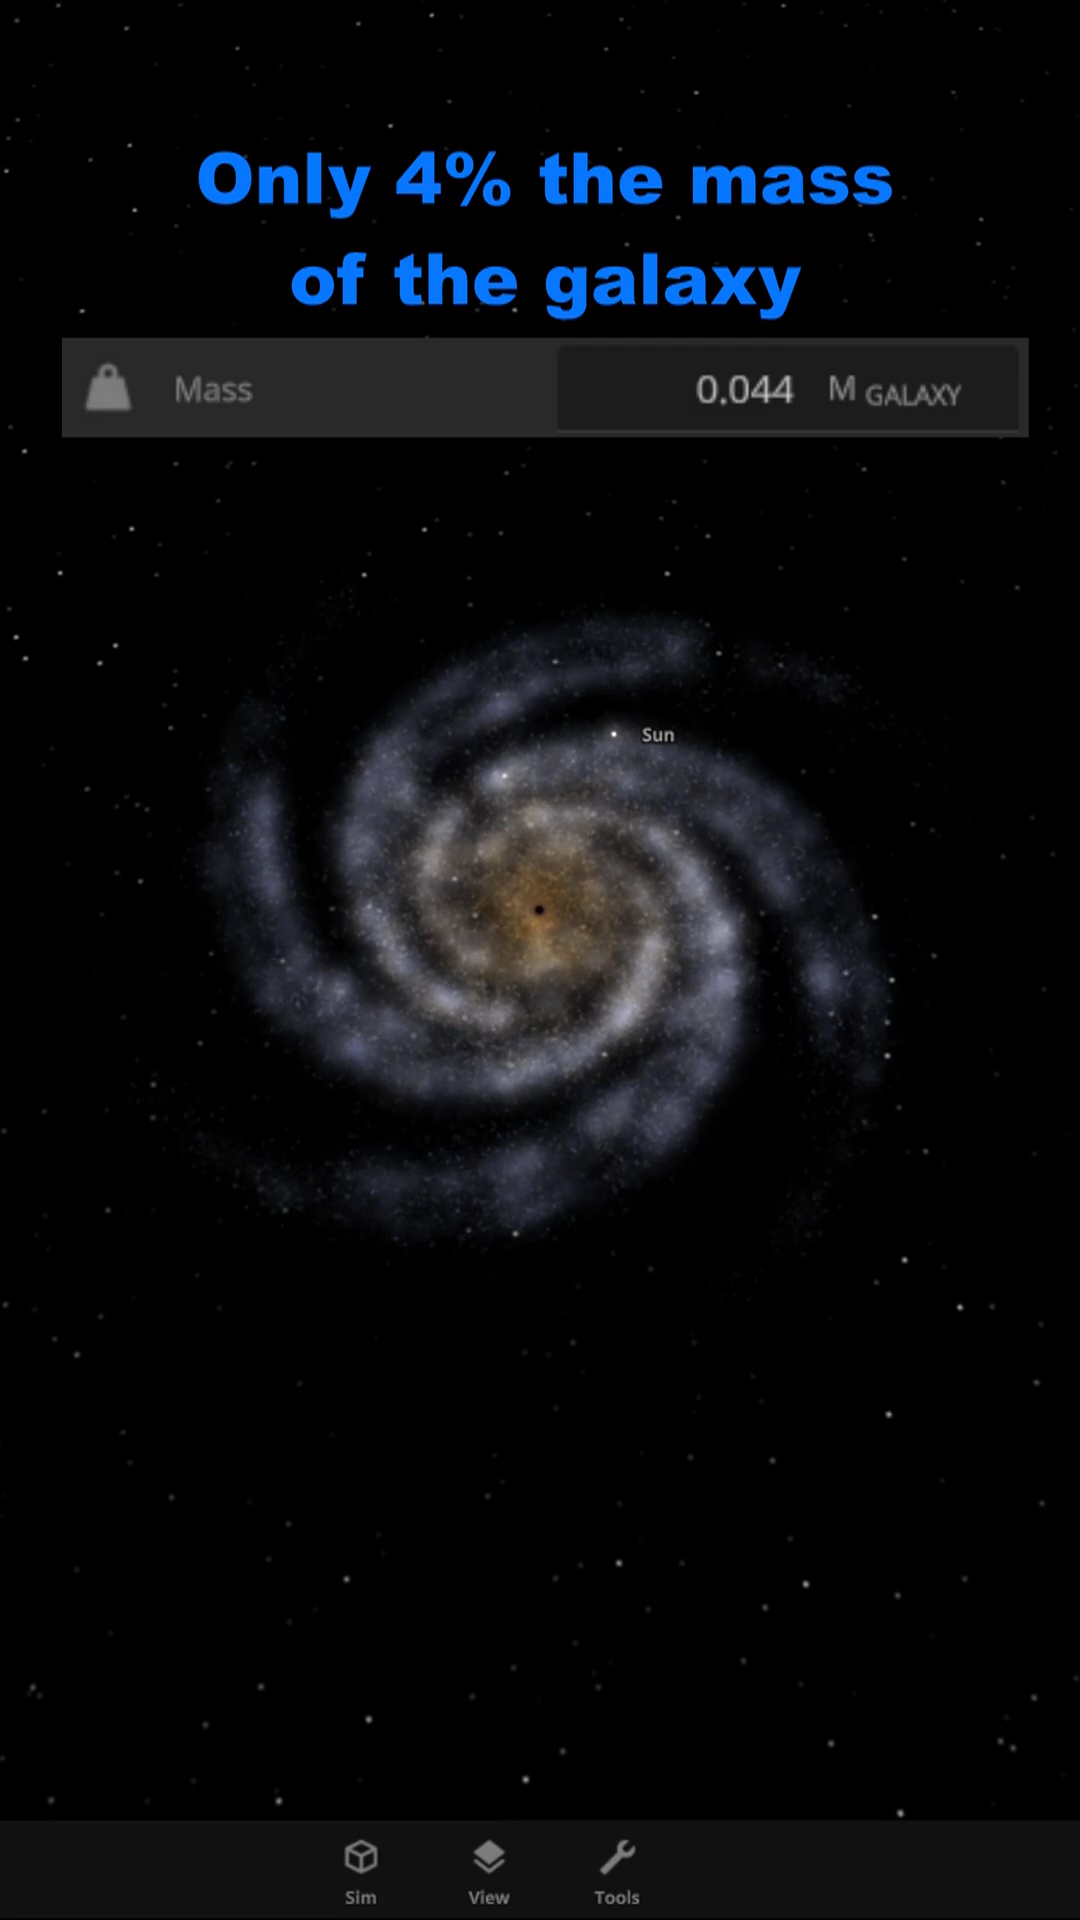 Only 4% the mass
of the galaxy
Mass 0.044 M GALAXY
Sun
Sim View Tools